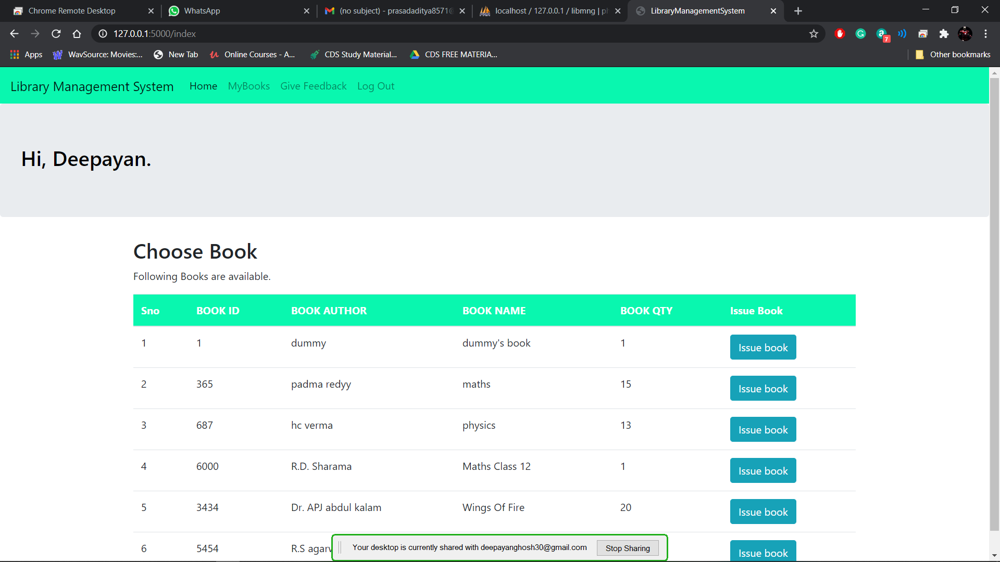 Chrome Remote Desktop
WhatsApp
(no subject) - prasadaditya8571@
localhost / 127.0.0.1 / libmng | ph
LibraryManagementSystem
127.0.0.1:5000/index
7
Apps
WavSource: Movies:...
New Tab
Online Courses - A...
CDS Study Material...
CDS FREE MATERIA...
Other bookmarks
Library Management System Home MyBooks Give Feedback Log Out
Hi, Deepayan.
Choose Book
Following Books are available.
Sno BOOK ID BOOK AUTHOR BOOK NAME BOOK QTY Issue Book
1 1 dummy dummy's book 1 Issue book
2 365 padma redyy maths 15 Issue book
3 687 hc verma physics 13 Issue book
4 6000 R.D. Sharama Maths Class 12 1 Issue book
5 3434 Dr. APJ abdul kalam Wings Of Fire 20 Issue book
6 5454 R.S Issue book
Your desktop is currently shared with deepayanghosh30@gmail.com Stop Sharing